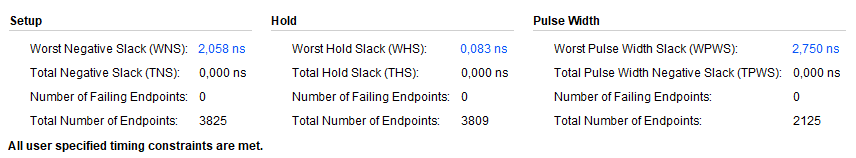 Setup Hold Pulse Width
Worst Negative Slack (WNS): 2,058 ns Worst Hold Slack (WHS): 0,083 ns Worst Pulse Width Slack (WPWS): 2,750 ns
Total Negative Slack (TNS): 0,000 ns Total Hold Slack (THS): 0,000 ns Total Pulse Width Negative Slack (TPWS): 0,000 ns
Number of Failing Endpoints: 0 Number of Failing Endpoints: 0 Number of Failing Endpoints: 0
Total Number of Endpoints: 3825 Total Number of Endpoints: 3809 Total Number of Endpoints: 2125
All user specified timing constraints are met.